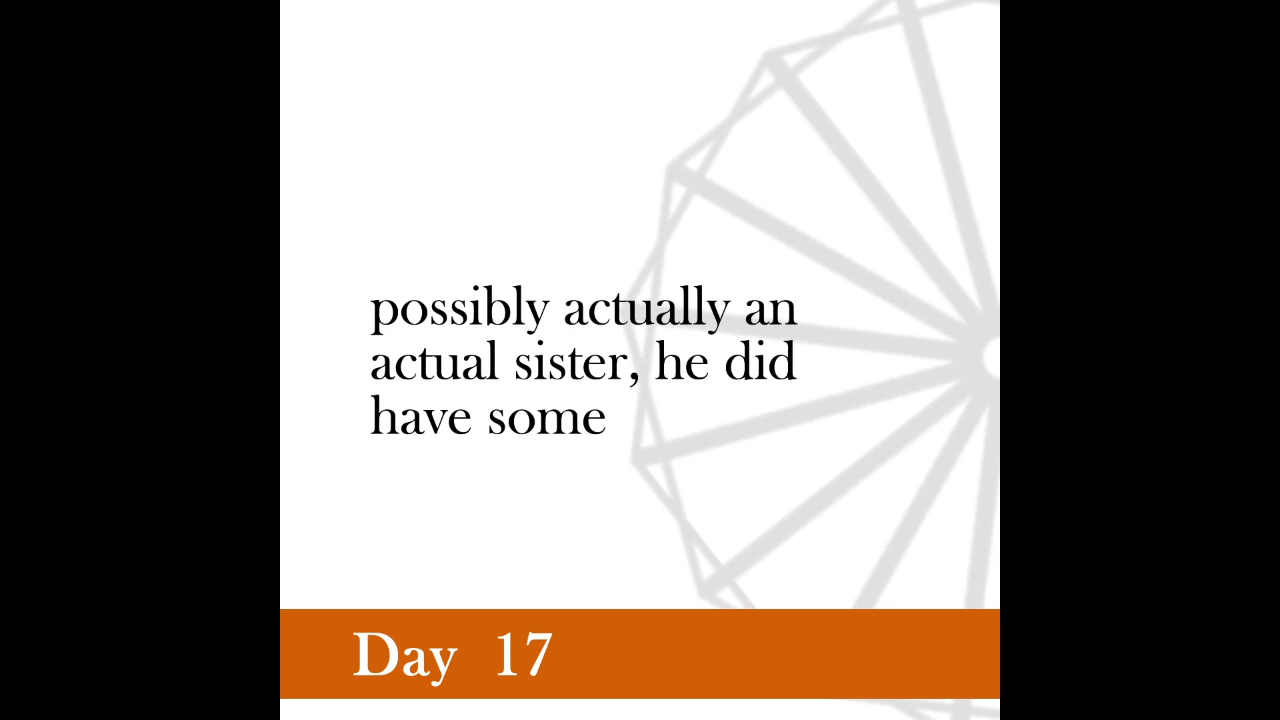 possibly actually an
actual sister, he did
have some
Day 17